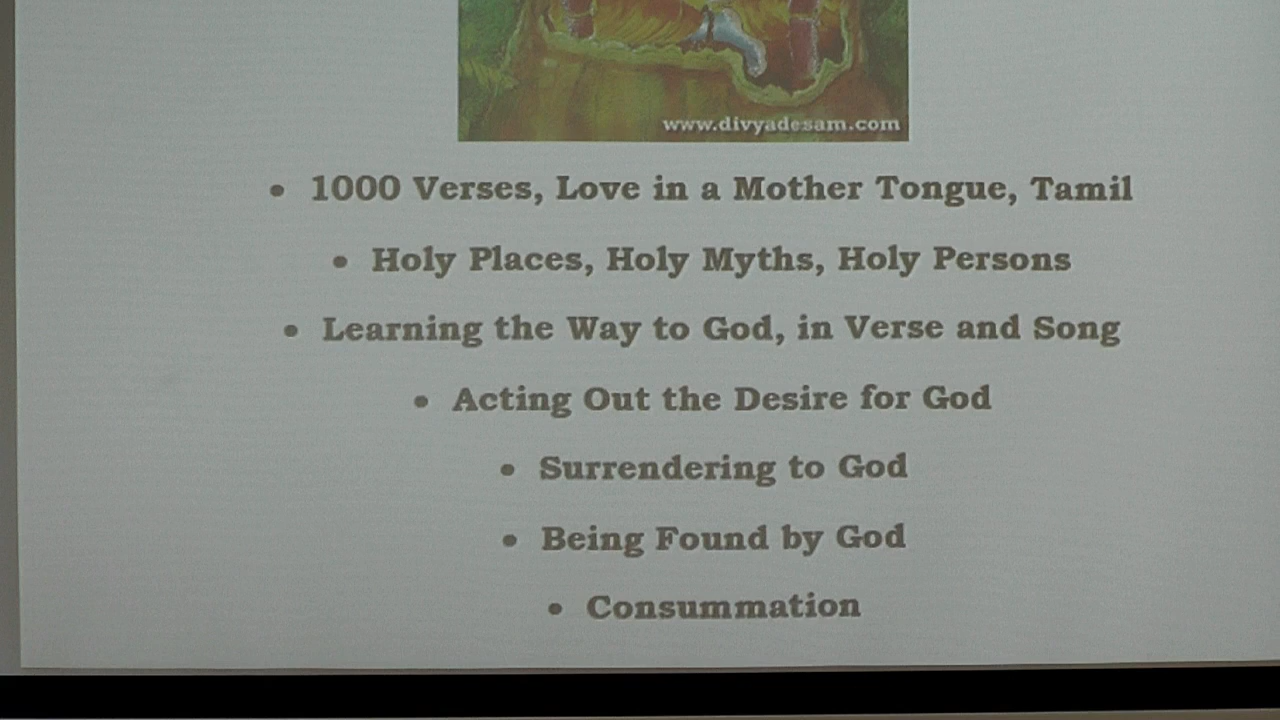 www.divyadesam.com
• 1000 Verses, Love in a Mother Tongue, Tamil
• Holy Places, Holy Myths, Holy Persons
• Learning the Way to God, in Verse and Song
• Acting Out the Desire for God
• Surrendering to God
• Being Found by God
• Consummation